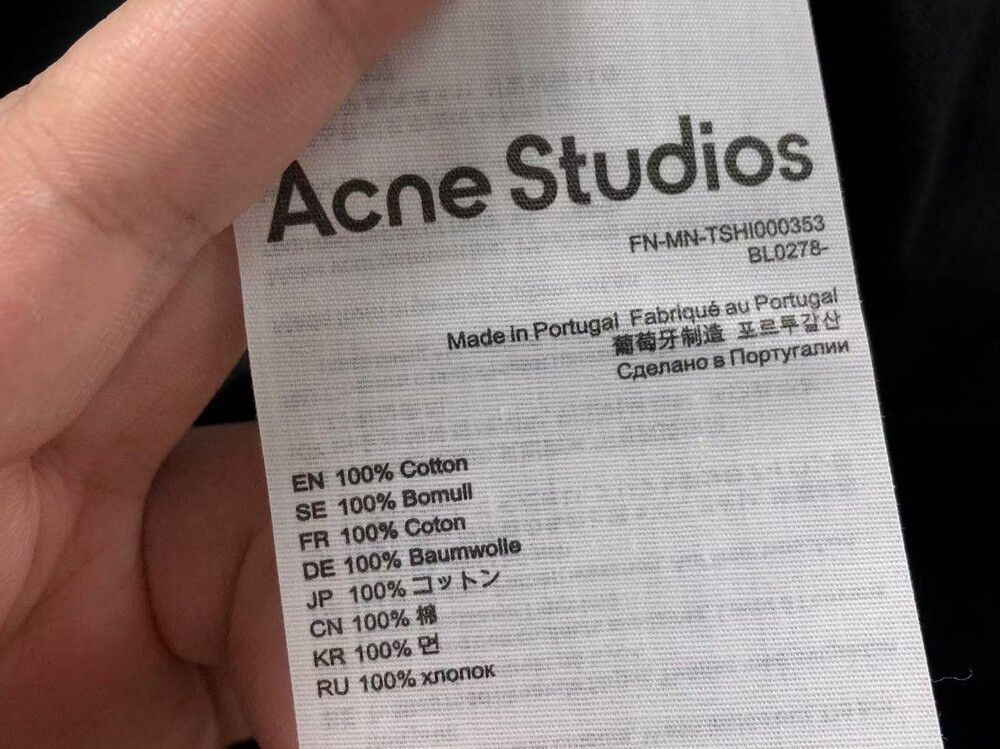 Acne Studios
FN-MN-TSHI000353
BL0278-
Made in Portugal Fabriqué au Portugal
葡萄牙制造 포르투갈산
Сделано в Португалии
EN 100% Cotton
SE 100% Bomull
FR 100% Coton
DE 100% Baumwolle
JP 100% コットン
CN 100% 棉
KR 100% 면
RU 100% хлопок